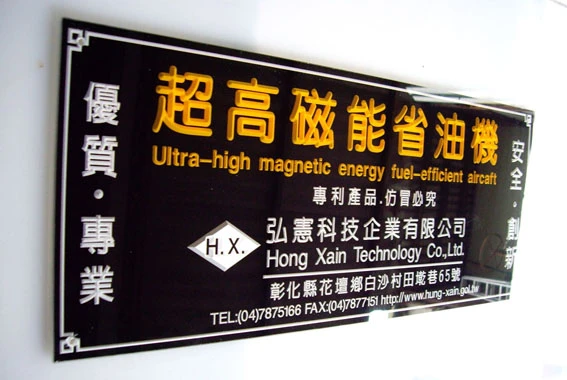 超高磁能省油機
Ultra-high magnetic energy fuel-efficient aircaft
優質·專業
專利產品.仿冒必究
安全·創新
H.X.
弘憲科技企業有限公司
Hong Xain Technology Co.,Ltd.
彰化縣花壇鄉白沙村田墘巷65號
TEL:(04)7875166 FAX:(04)7877151 http://www.hung-xain.gol.tw